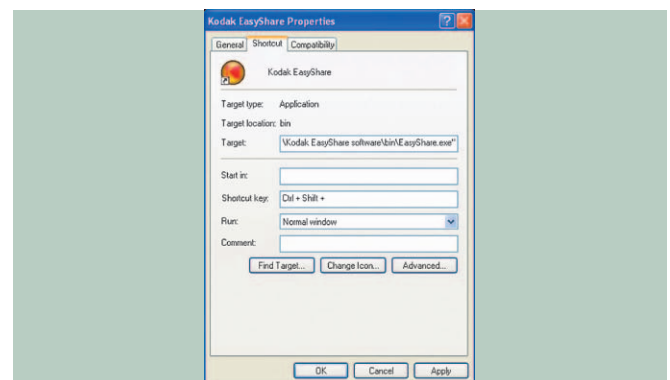 Kodak EasyShare Properties
General Shortcut Compatibility
Kodak EasyShare
Target type: Application
Target location: bin
Target: \Kodak EasyShare software\bin\EasyShare.exe"
Start in:
Shortcut key: Ctrl + Shift +
Run: Normal window
Comment:
Find Target... Change Icon... Advanced...
OK Cancel Apply